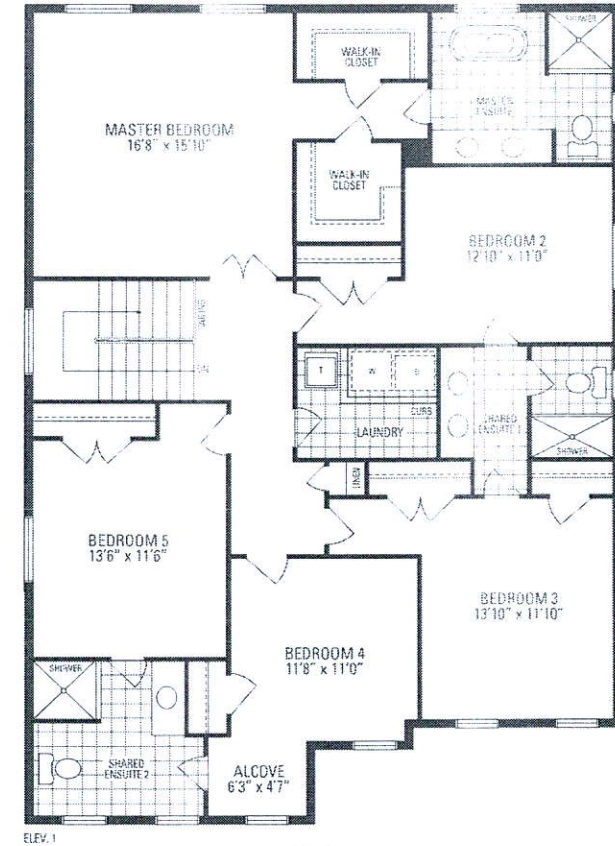 WALK-IN
CLOSET
SHOWER
MASTER
ENSUITE
MASTER BEDROOM
16'8" x 15'10"
WALK-IN
CLOSET
BEDROOM 2
12'10" x 11'0"
RAILING
DN
T
W
D
CURB
LAUNDRY
SHARED
ENSUITE 1
SHOWER
LINEN
BEDROOM 5
13'6" x 11'6"
BEDROOM 3
13'10" x 11'10"
BEDROOM 4
11'8" x 11'0"
SHOWER
SHARED
ENSUITE 2
ALCOVE
6'3" x 4'7"
ELEV. 1